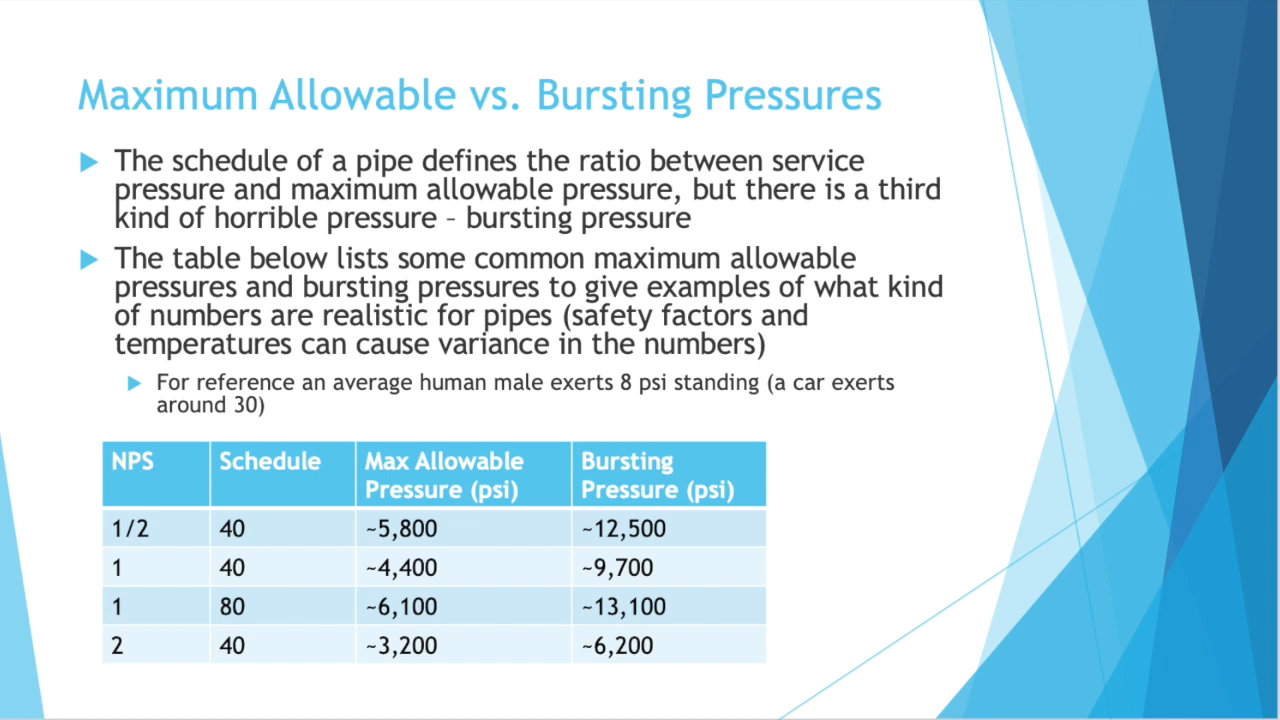 Maximum Allowable vs. Bursting Pressures
The schedule of a pipe defines the ratio between service
pressure and maximum allowable pressure, but there is a third
kind of horrible pressure – bursting pressure
The table below lists some common maximum allowable
pressures and bursting pressures to give examples of what kind
of numbers are realistic for pipes (safety factors and
temperatures can cause variance in the numbers)
For reference an average human male exerts 8 psi standing (a car exerts
around 30)
NPS Schedule Max Allowable Pressure (psi) Bursting Pressure (psi)
1/2 40 ~5,800 ~12,500
1 40 ~4,400 ~9,700
1 80 ~6,100 ~13,100
2 40 ~3,200 ~6,200